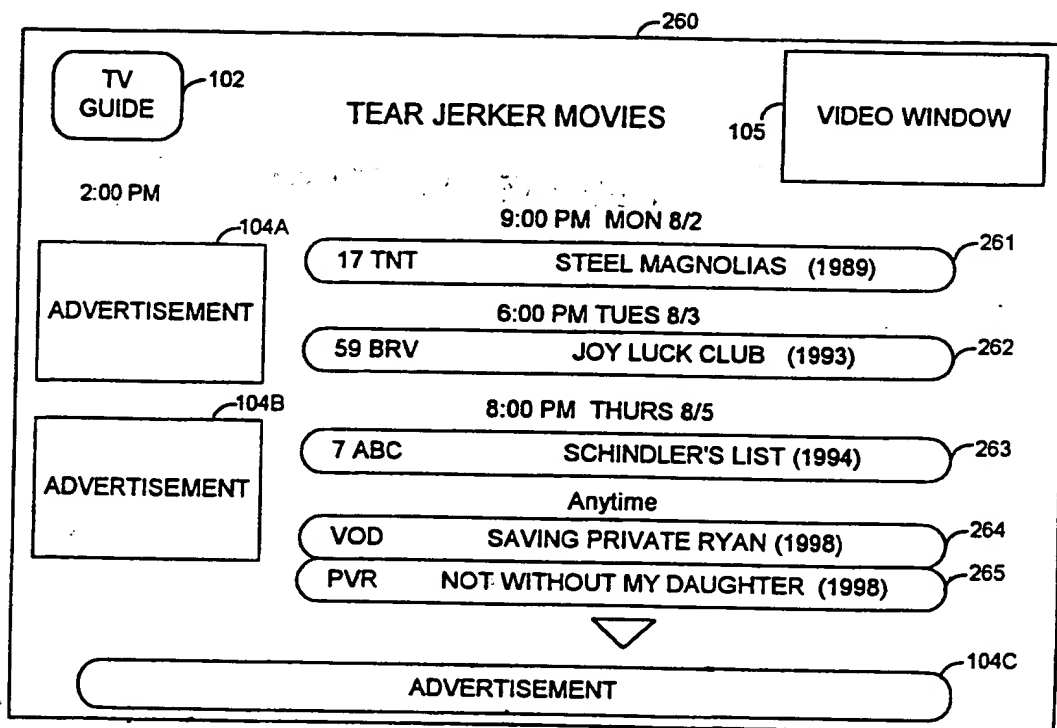 260
TV
GUIDE
102
TEAR JERKER MOVIES
105
VIDEO WINDOW
2:00 PM
9:00 PM MON 8/2
104A
ADVERTISEMENT
17 TNT STEEL MAGNOLIAS (1989)
261
6:00 PM TUES 8/3
59 BRV JOY LUCK CLUB (1993)
262
104B
ADVERTISEMENT
8:00 PM THURS 8/5
7 ABC SCHINDLER'S LIST (1994)
263
Anytime
VOD SAVING PRIVATE RYAN (1998)
264
PVR NOT WITHOUT MY DAUGHTER (1998)
265
104C
ADVERTISEMENT